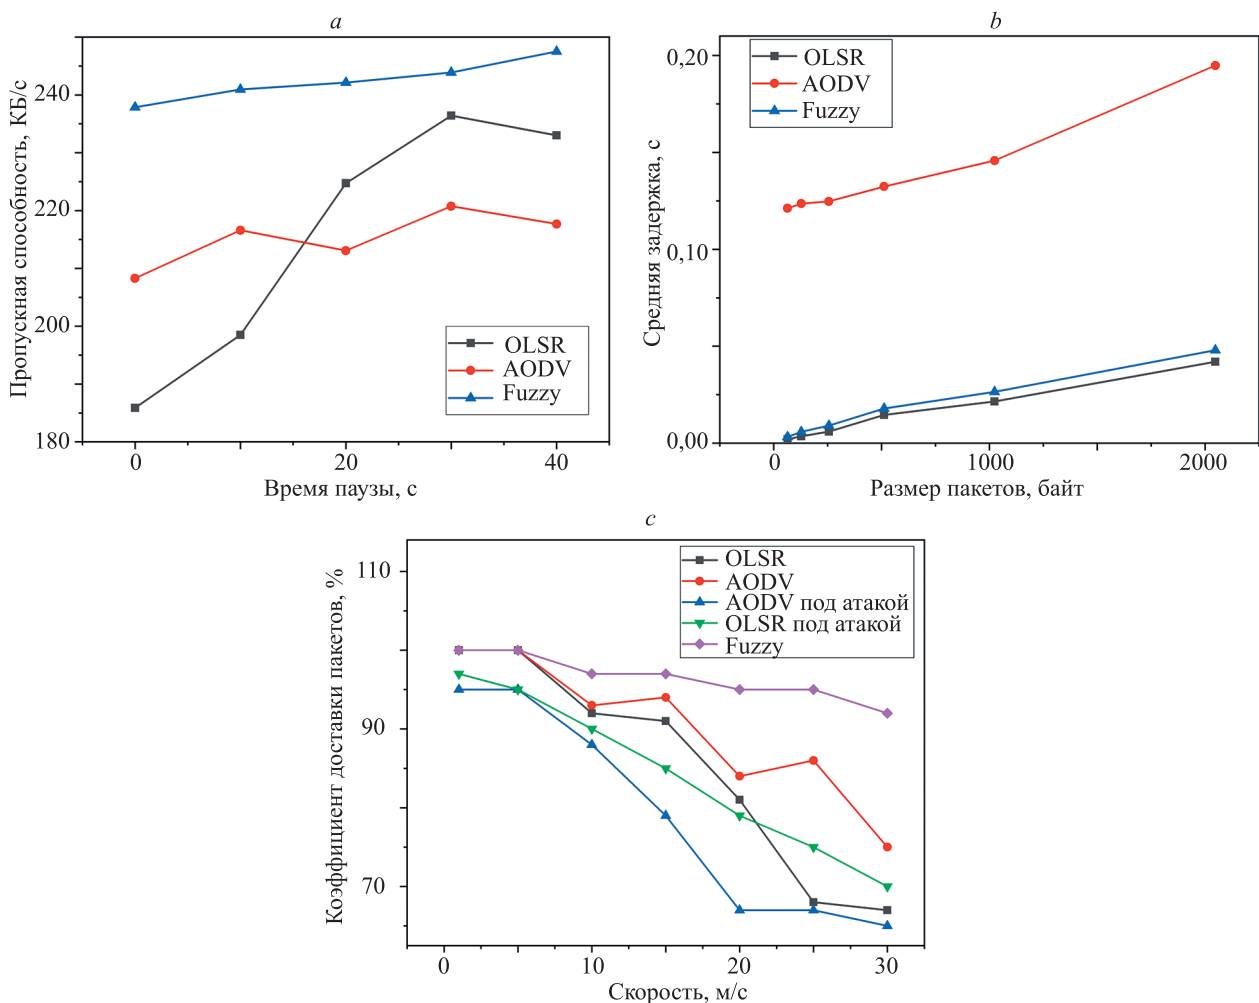 a
Пропускная способность, КБ/с
240
220
200
180
0
20
40
Время паузы, с
OLSR
AODV
Fuzzy
b
Средняя задержка, с
0,20
0,10
0,00
0
1000
2000
Размер пакетов, байт
OLSR
AODV
Fuzzy
c
Коэффициент доставки пакетов, %
110
90
70
0
10
20
30
Скорость, м/с
OLSR
AODV
AODV под атакой
OLSR под атакой
Fuzzy